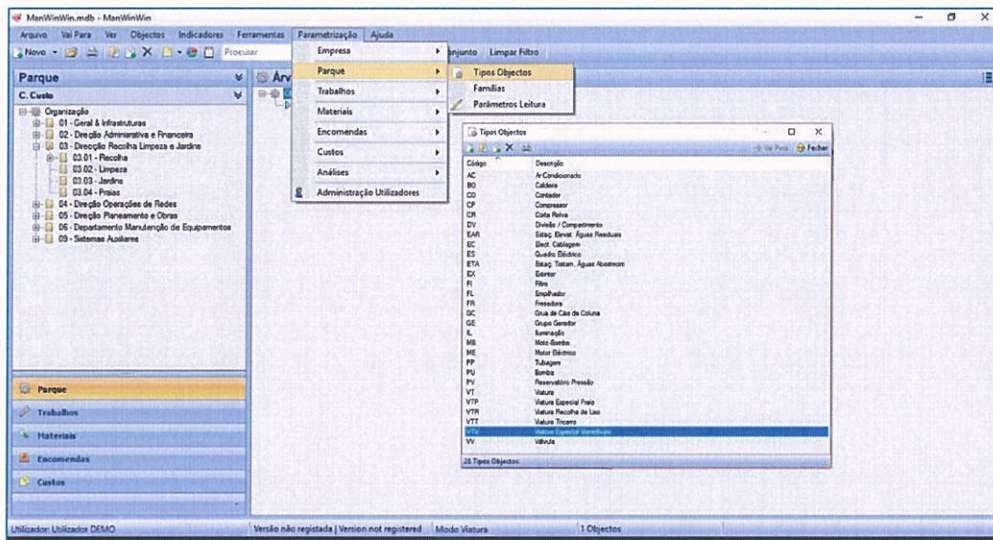 ManWinWin.mdb - ManWinWin
Arquivo Vai Para Ver Objectos Indicadores Ferramentas Parametrização Ajuda
Novo Procurar onjunto Limpar Filtro
Parque
C. Custo
Organização
01 - Geral & Infrastruturas
02 - Direção Administrativa e Financeira
03 - Direcção Recolha Limpeza e Jardins
03.01 - Recolha
03.02 - Limpeza
03.03 - Jardins
03.04 - Praias
04 - Direção Operações de Redes
05 - Direção Planeamento e Obras
06 - Departamento Manutenção de Equipamentos
09 - Sistemas Auxiliares
Parque
Trabalhos
Materiais
Encomendas
Custos
Árv
Empresa
Parque
Trabalhos
Materiais
Encomendas
Custos
Análises
Administração Utilizadores
Tipos Objectos
Famílias
Parâmetros Leitura
Tipos Objectos
Vai Para Fechar
Código Descrição
AC Ar Condicionado
BO Caldeira
CO Contador
CP Compressor
CR Corta Relva
DV Divisão / Compartimento
EAR Estaç. Elevat. Águas Residuais
EC Elect. Cablagem
ES Quadro Eléctrico
ETA Estaç. Tratam. Águas Abastecim
EX Extintor
FI Filtro
FL Empilhador
FR Fresadora
GC Grua de Cais de Coluna
GE Grupo Gerador
IL Iluminação
MB Moto-Bomba
ME Motor Eléctrico
PP Tubagem
PU Bomba
PV Reservatório Pressão
VT Viatura
VTP Viatura Especial Praia
VTR Viatura Recolha de Lixo
VTT Viatura Tricarro
VTV Viatura Especial
VV Válvula
28 Tipos Objectos
Utilizador: Utilizador DEMO Versão não registada | Version not registered Modo Viatura 1 Objectos